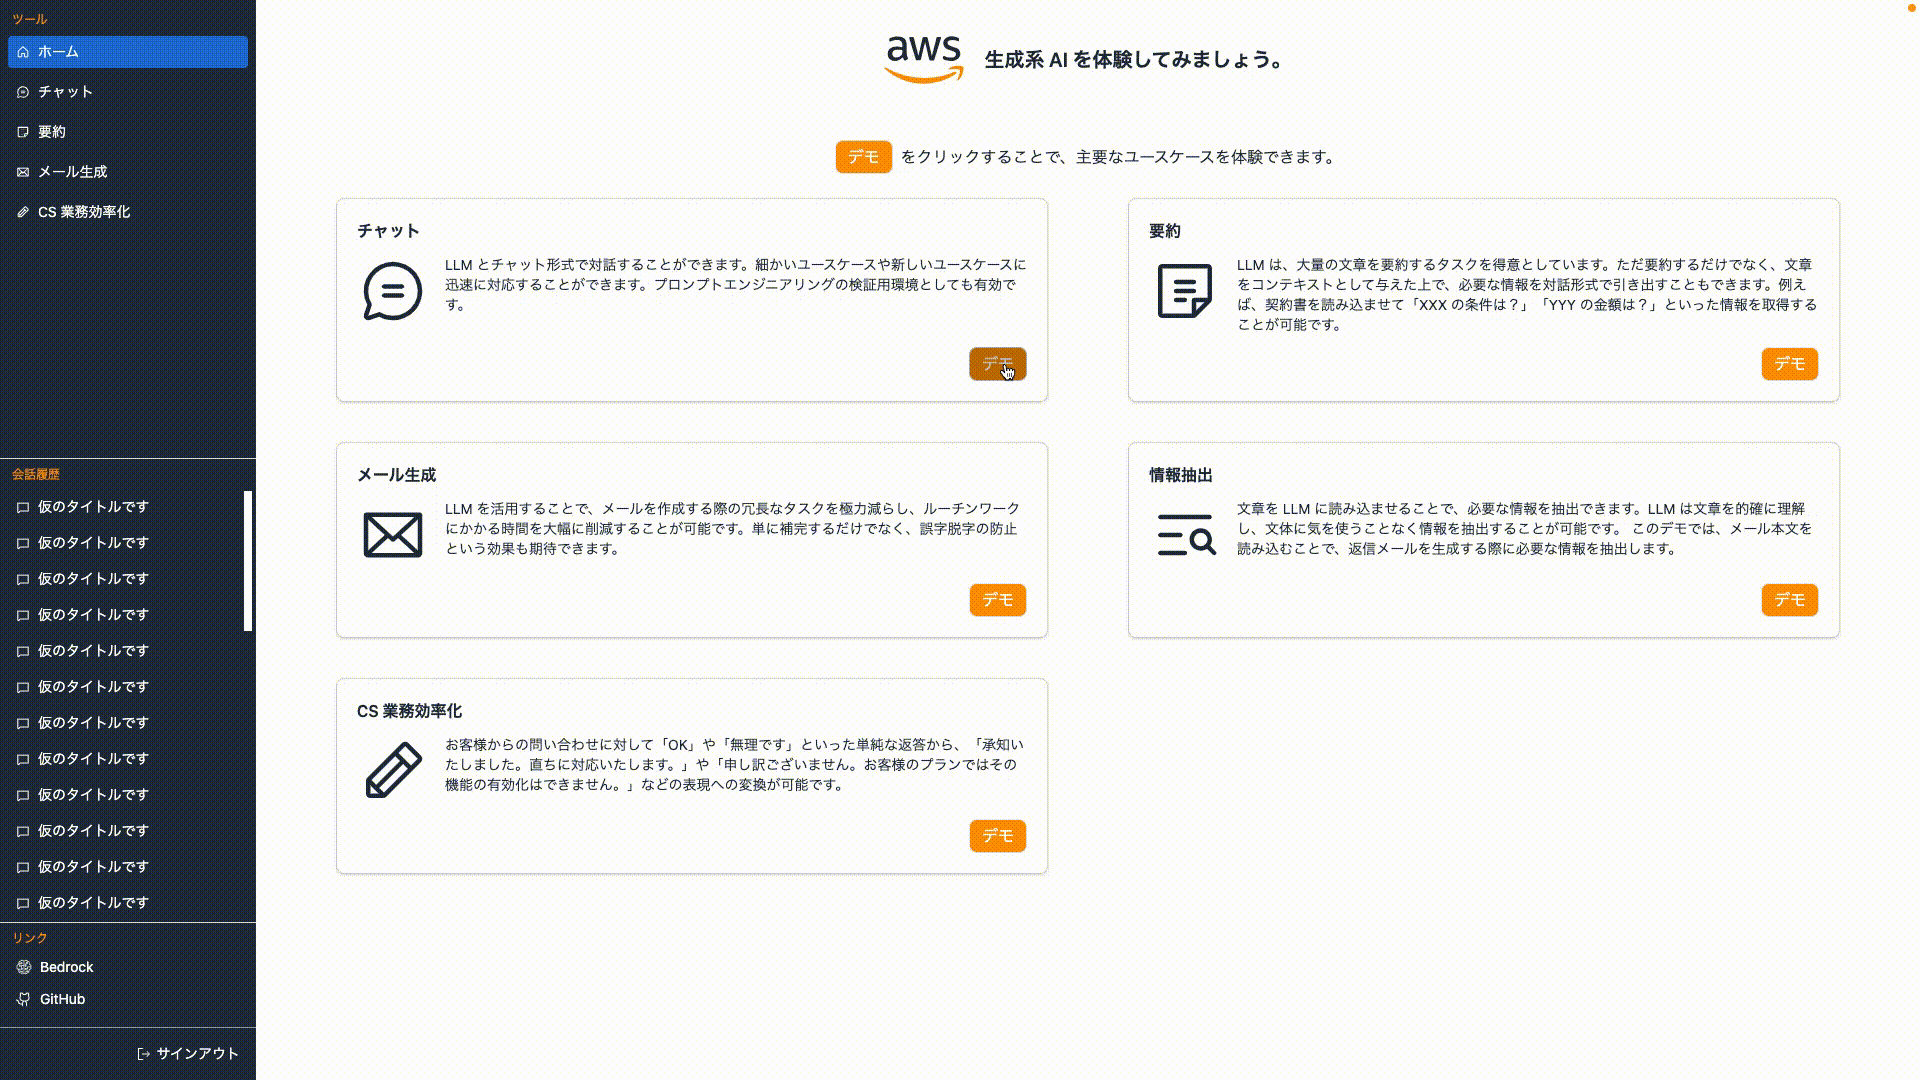 ツール
ホーム
チャット
要約
メール生成
CS 業務効率化
会話履歴
仮のタイトルです
仮のタイトルです
仮のタイトルです
仮のタイトルです
仮のタイトルです
仮のタイトルです
仮のタイトルです
仮のタイトルです
仮のタイトルです
仮のタイトルです
仮のタイトルです
仮のタイトルです
リンク
Bedrock
GitHub
サインアウト
aws 生成系 AI を体験してみましょう。
デモ をクリックすることで、主要なユースケースを体験できます。
チャット
LLM とチャット形式で対話することができます。細かいユースケースや新しいユースケースに
迅速に対応することができます。プロンプトエンジニアリングの検証用環境としても有効で
す。
デモ
要約
LLM は、大量の文章を要約するタスクを得意としています。ただ要約するだけでなく、文章
をコンテキストとして与えた上で、必要な情報を対話形式で引き出すこともできます。例え
ば、契約書を読み込ませて「XXX の条件は？」「YYY の金額は？」といった情報を取得する
ことが可能です。
デモ
メール生成
LLM を活用することで、メールを作成する際の冗長なタスクを極力減らし、ルーチンワーク
にかかる時間を大幅に削減することが可能です。単に補完するだけでなく、誤字脱字の防止
という効果も期待できます。
デモ
情報抽出
文章を LLM に読み込ませることで、必要な情報を抽出できます。LLM は文章を的確に理解
し、文体に気を使うことなく情報を抽出することが可能です。 このデモでは、メール本文を
読み込むことで、返信メールを生成する際に必要な情報を抽出します。
デモ
CS 業務効率化
お客様からの問い合わせに対して「OK」や「無理です」といった単純な返答から、「承知い
たしました。直ちに対応いたします。」や「申し訳ございません。お客様のプランではその
機能の有効化はできません。」などの表現への変換が可能です。
デモ